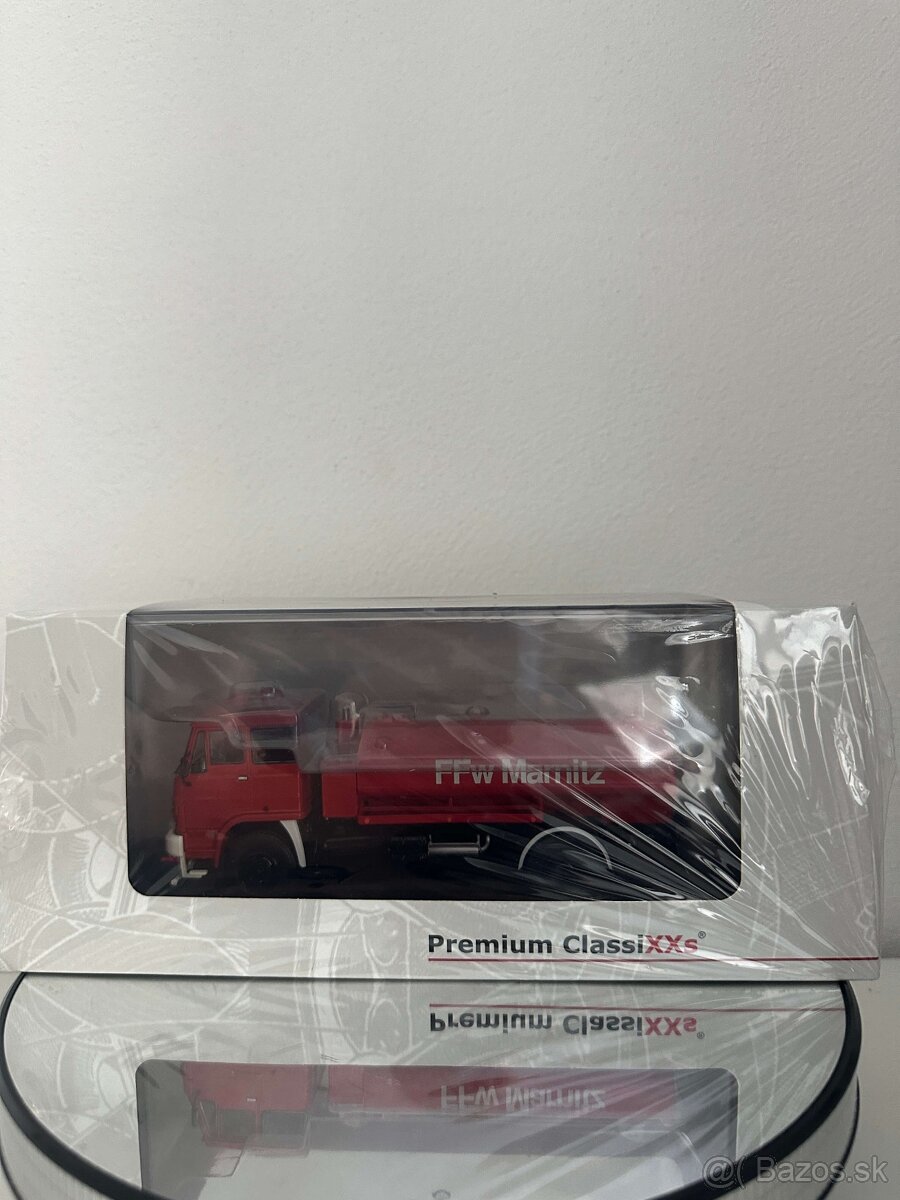 FFw Marnitz
Premium ClassiXXs®
Premium ClassiXXs®
FFw Marnitz
@( Bazos.sk